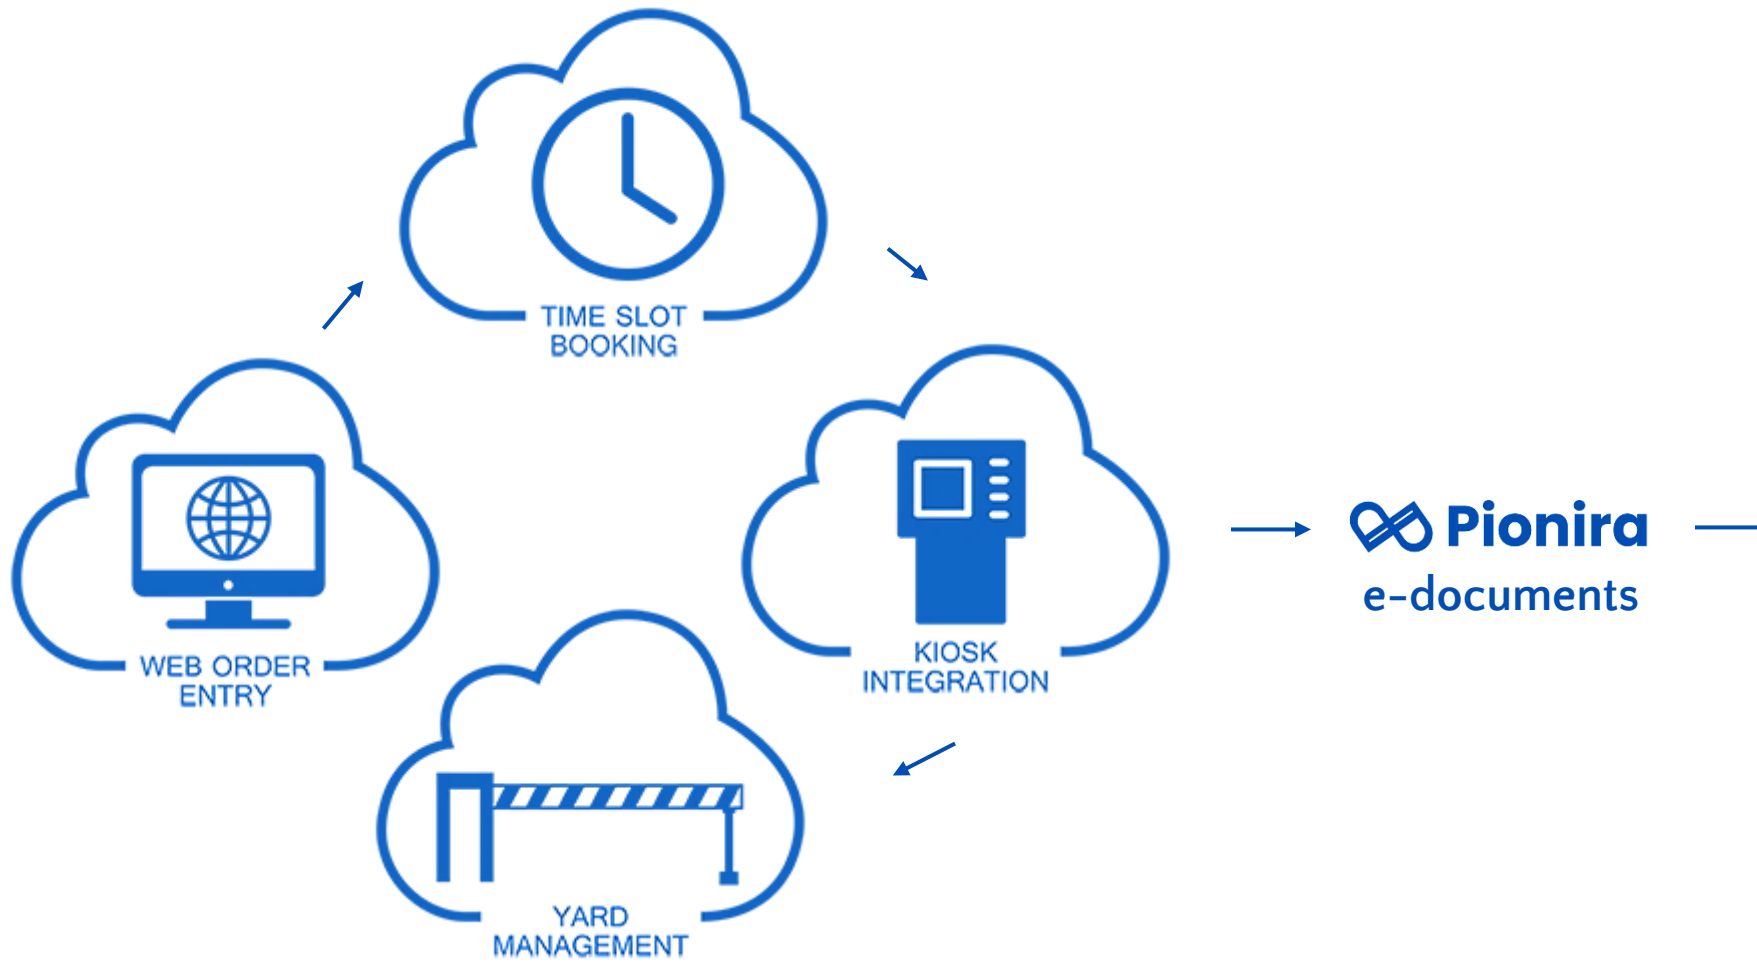 TIME SLOT
BOOKING
WEB ORDER
ENTRY
KIOSK
INTEGRATION
YARD
MANAGEMENT
Pionira
e-documents